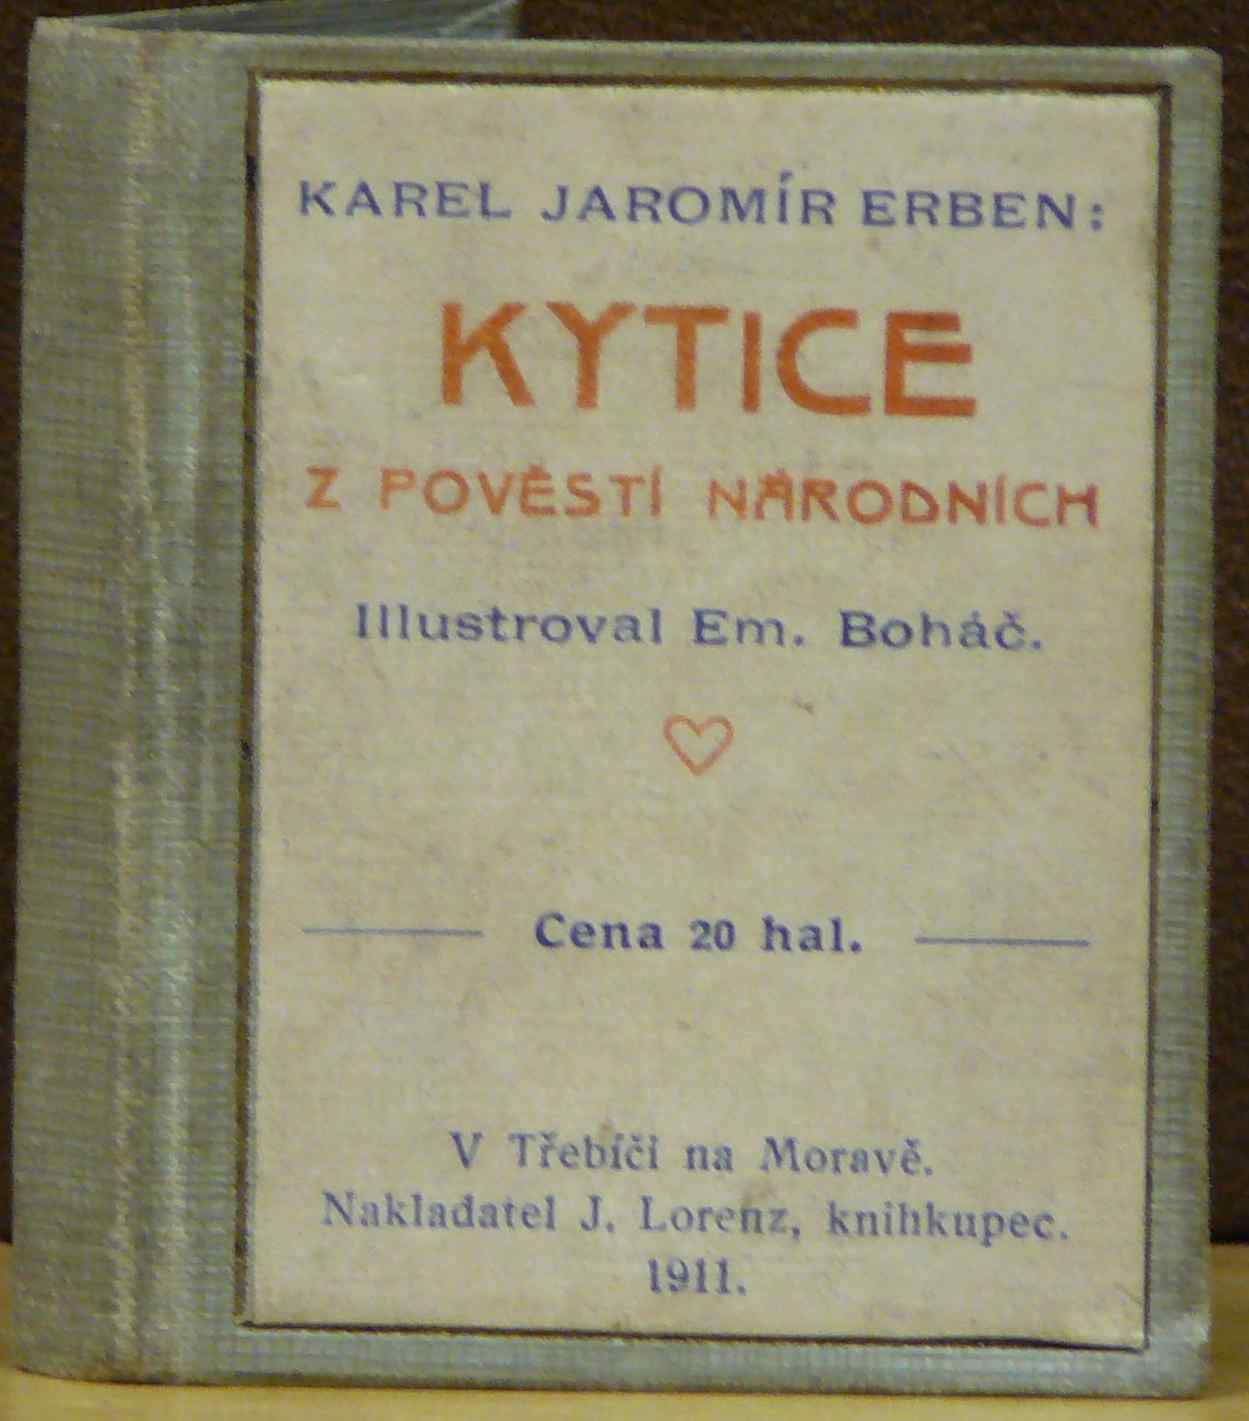 KAREL JAROMÍR ERBEN:
KYTICE
Z POVĚSTÍ NÁRODNÍCH
Illustroval Em. Boháč.
Cena 20 hal.
V Třebíči na Moravě.
Nakladatel J. Lorenz, knihkupec.
1911.